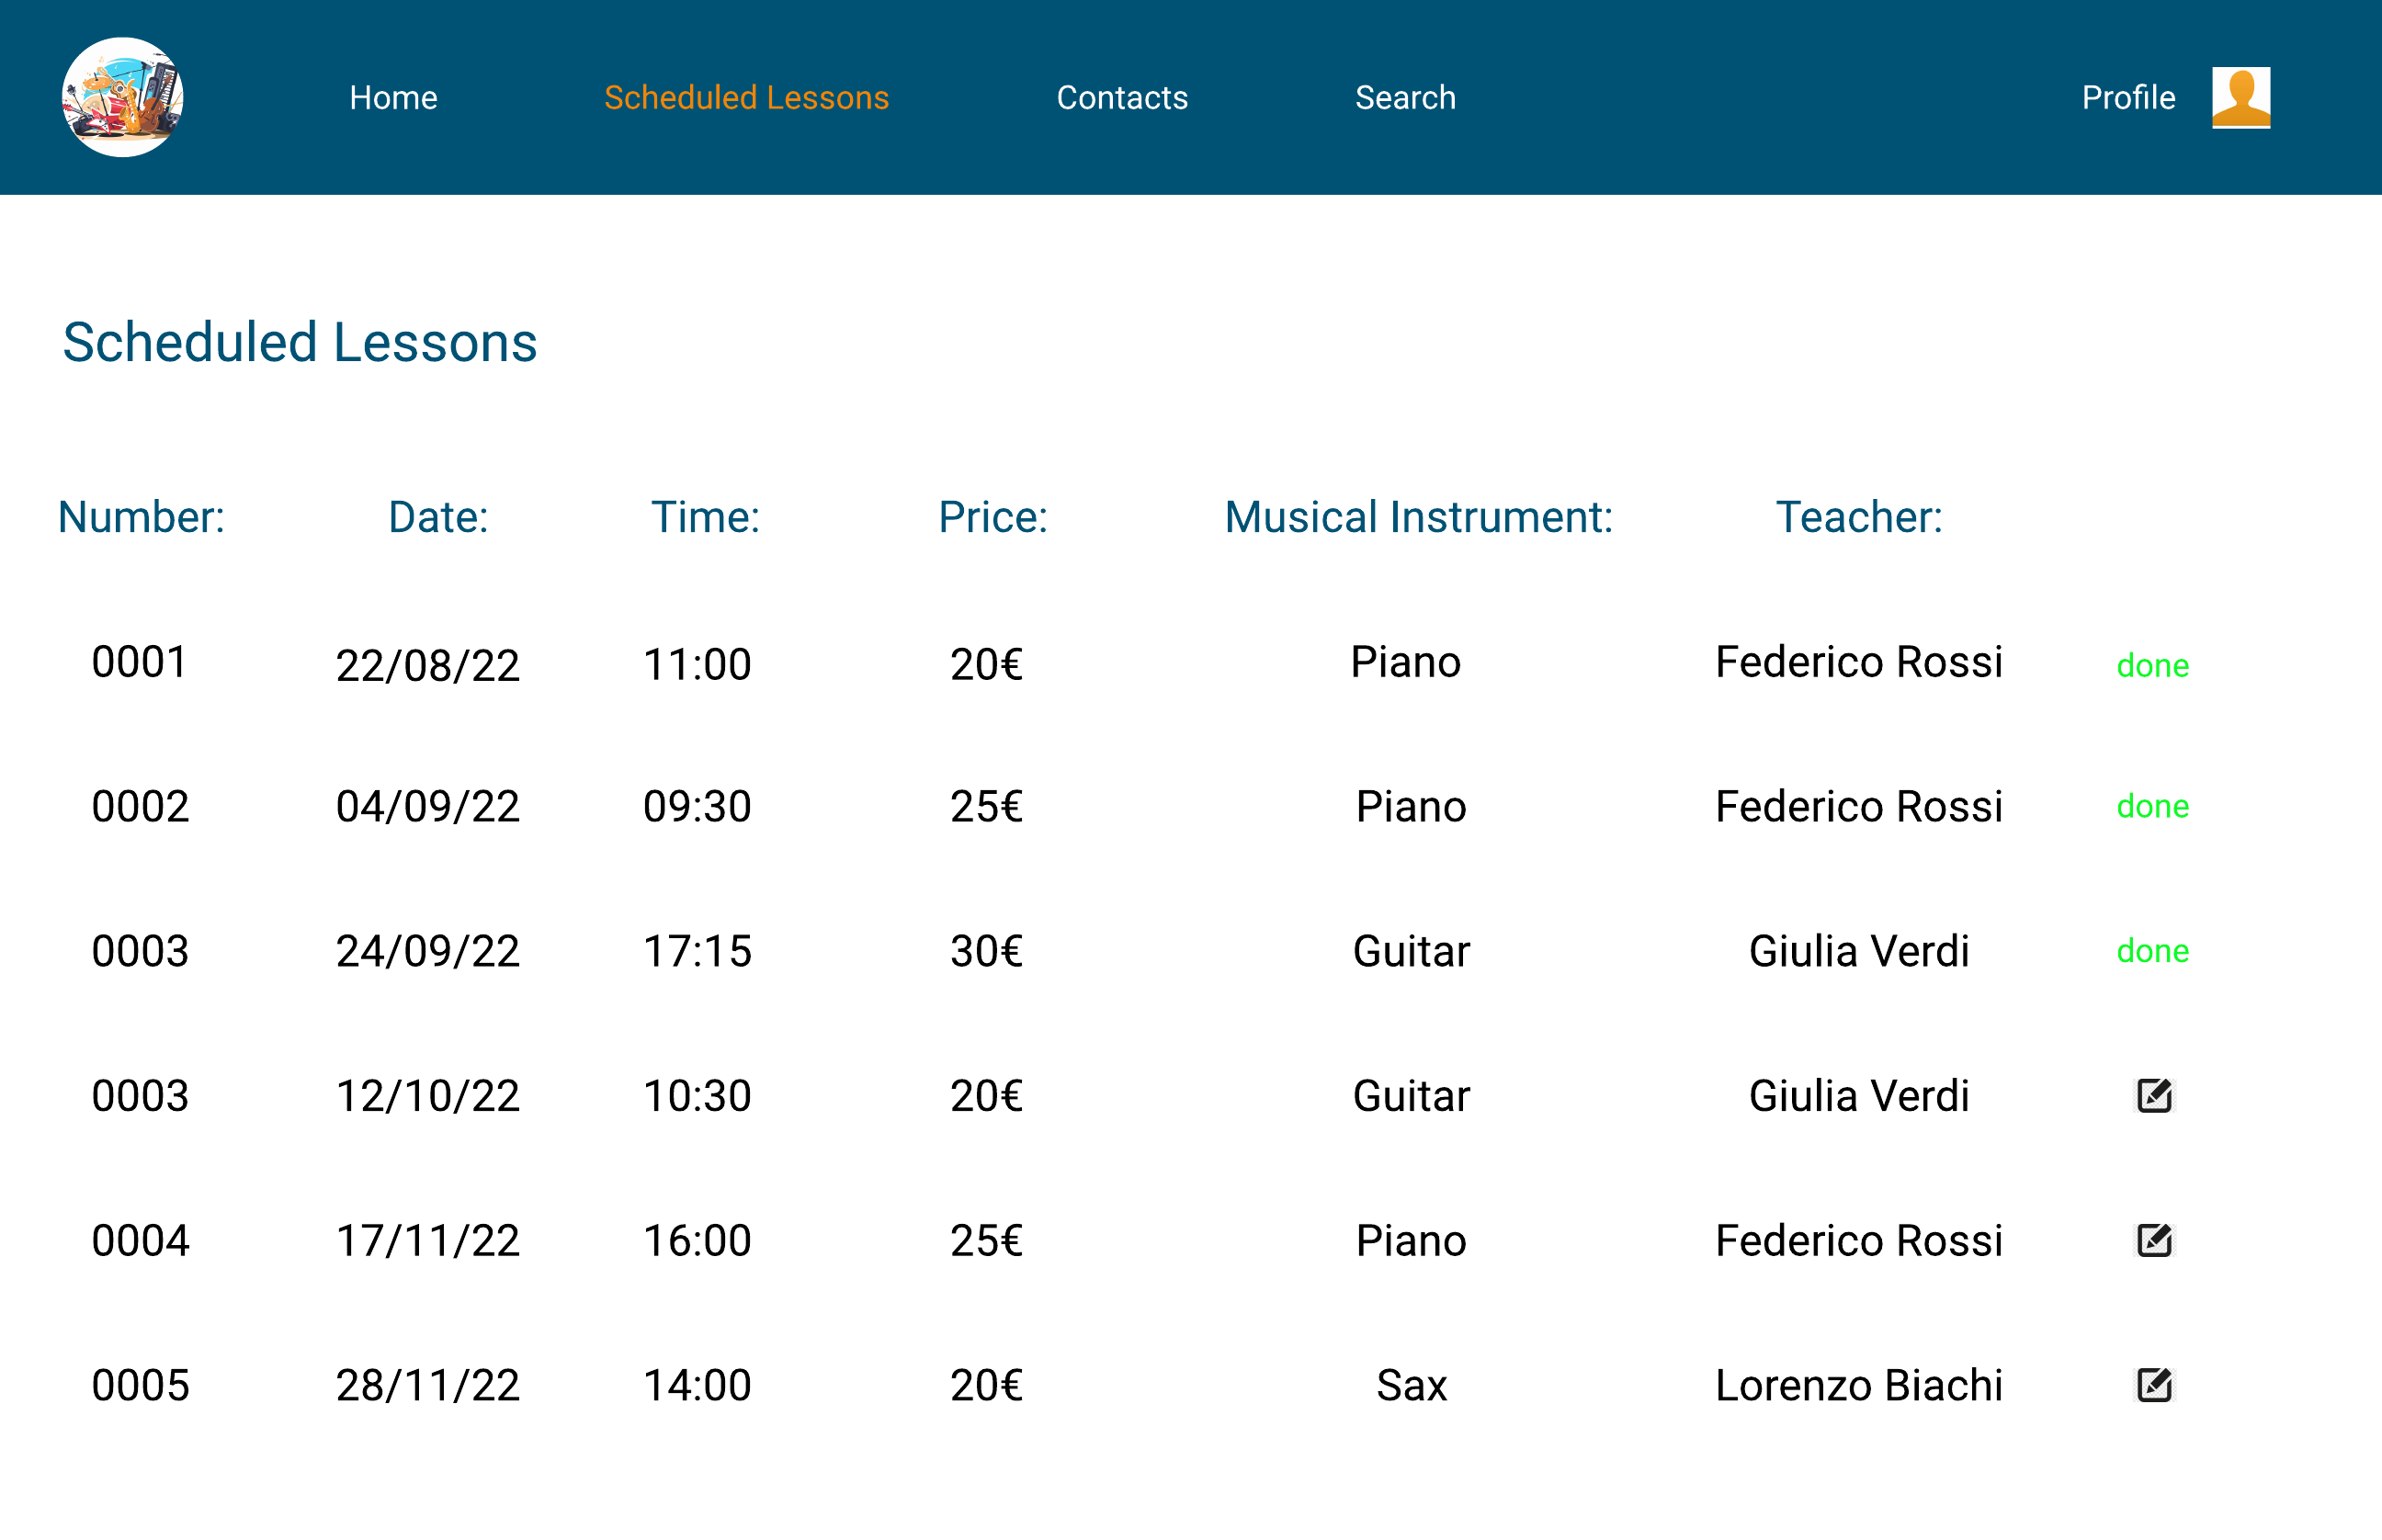 Home Scheduled Lessons Contacts Search Profile
Scheduled Lessons
Number: Date: Time: Price: Musical Instrument: Teacher:
0001 22/08/22 11:00 20€ Piano Federico Rossi done
0002 04/09/22 09:30 25€ Piano Federico Rossi done
0003 24/09/22 17:15 30€ Guitar Giulia Verdi done
0003 12/10/22 10:30 20€ Guitar Giulia Verdi
0004 17/11/22 16:00 25€ Piano Federico Rossi
0005 28/11/22 14:00 20€ Sax Lorenzo Biachi